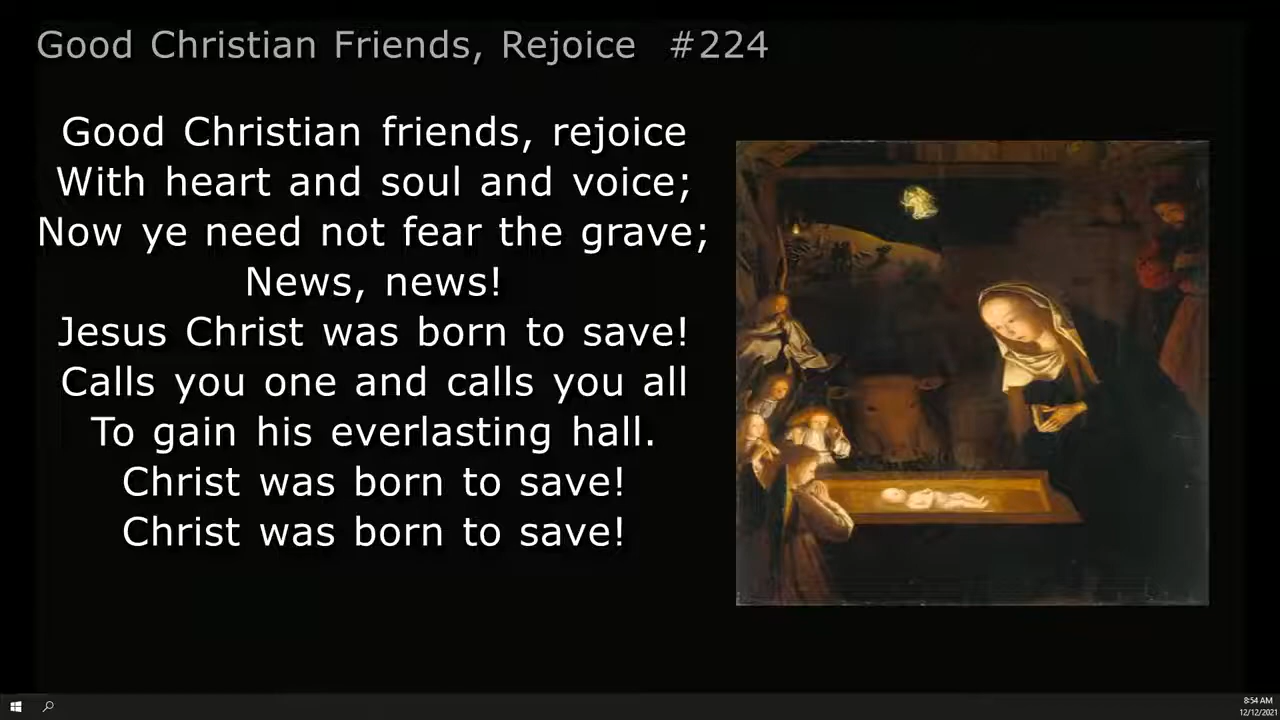 Good Christian Friends, Rejoice #224
Good Christian friends, rejoice
With heart and soul and voice;
Now ye need not fear the grave;
News, news!
Jesus Christ was born to save!
Calls you one and calls you all
To gain his everlasting hall.
Christ was born to save!
Christ was born to save!
8:54 AM
12/12/2021